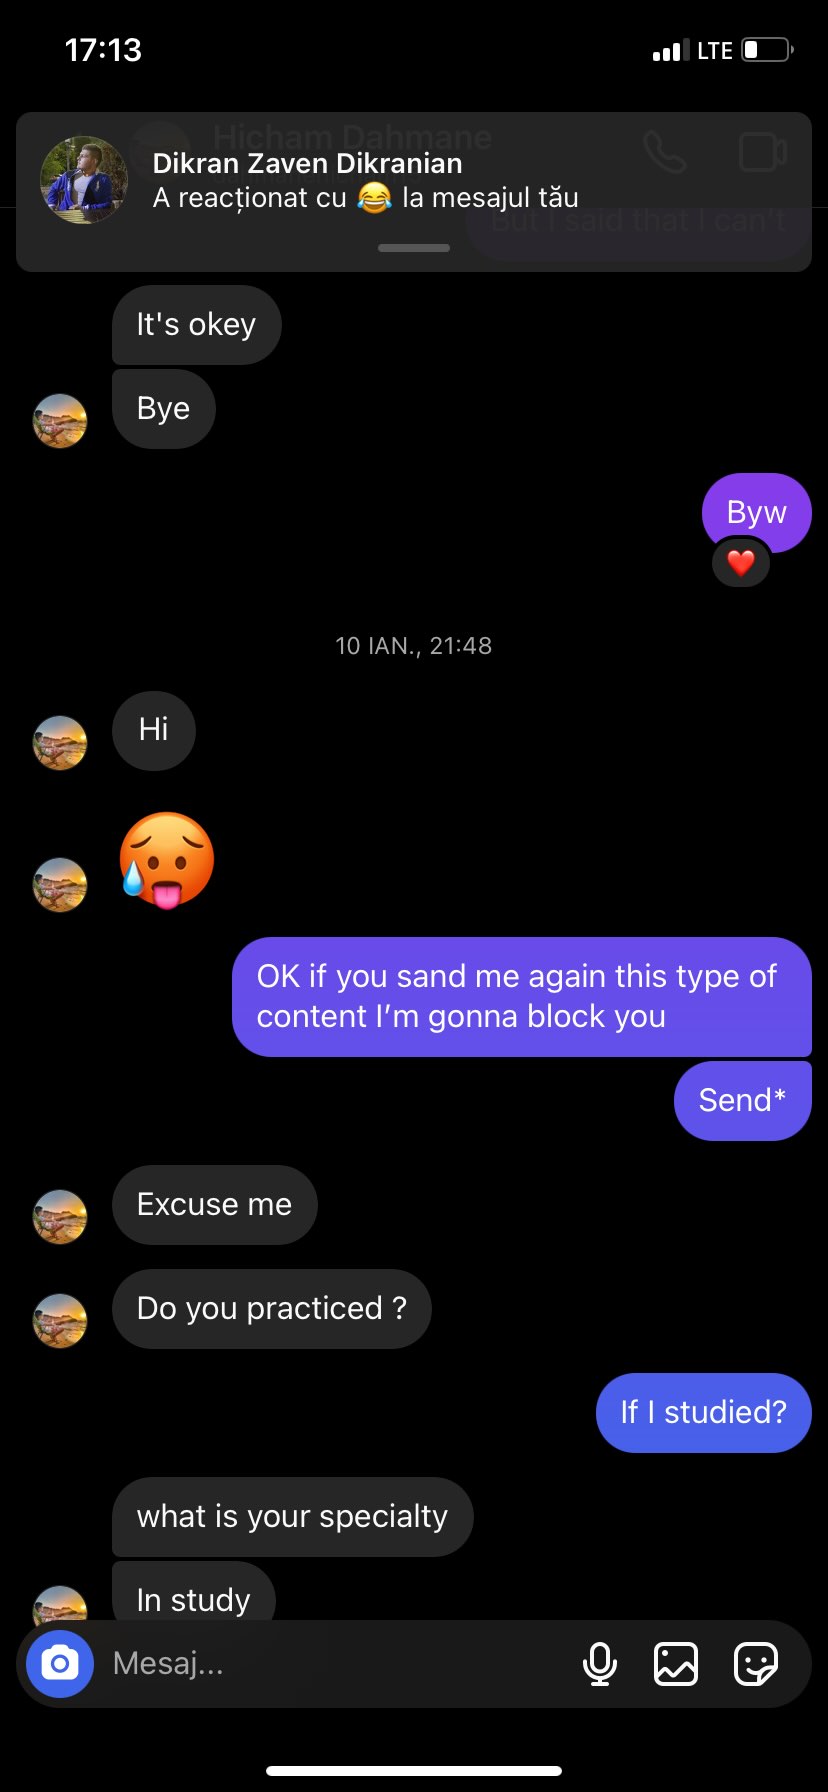 17:13
LTE
Hicham Dahmane
Dikran Zaven Dikranian
A reacționat cu 😂 la mesajul tău
But I said that I can't
It's okey
Bye
Byw
10 IAN., 21:48
Hi
OK if you sand me again this type of
content I'm gonna block you
Send*
Excuse me
Do you practiced ?
If I studied?
what is your specialty
In study
Mesaj...